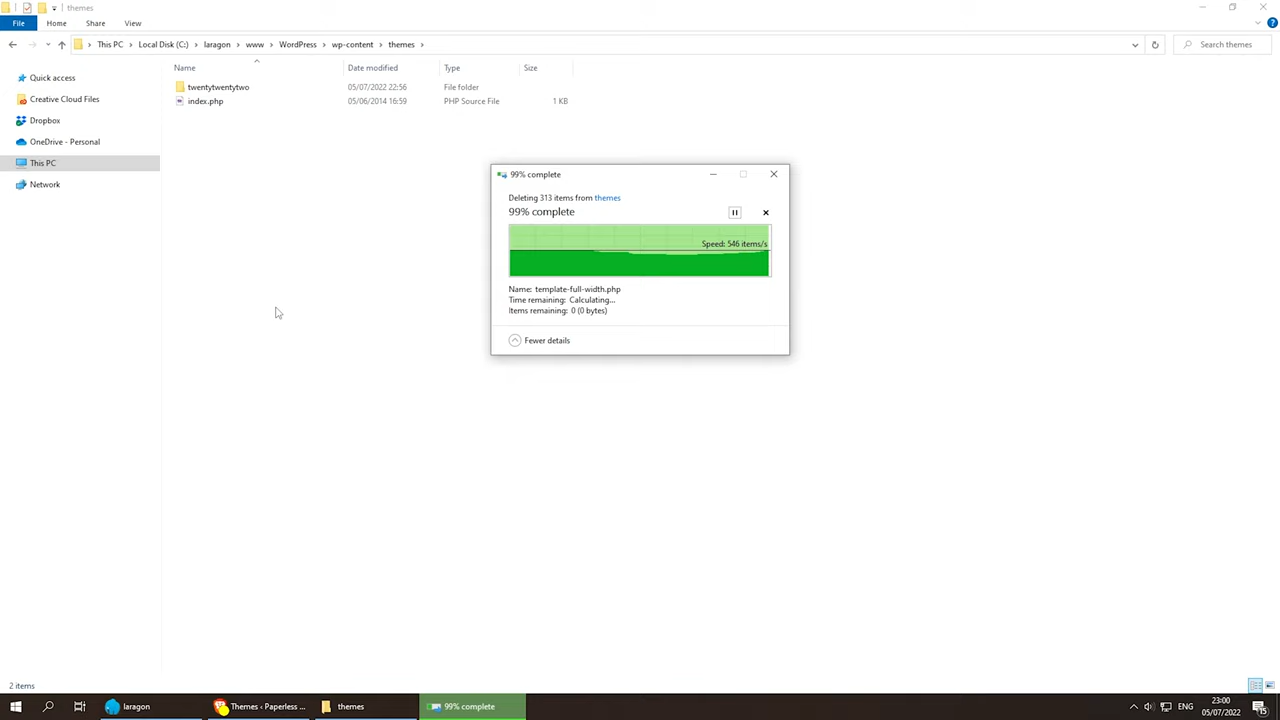 themes
File Home Share View
This PC Local Disk (C:) laragon www WordPress wp-content themes
Search themes
Name Date modified Type Size
Quick access
Creative Cloud Files
Dropbox
OneDrive - Personal
This PC
Network
twentytwentytwo 05/07/2022 22:56 File folder
index.php 05/06/2014 16:59 PHP Source File 1 KB
99% complete
Deleting 313 items from themes
99% complete
Speed: 546 items/s
Name: template-full-width.php
Time remaining: Calculating...
Items remaining: 0 (0 bytes)
Fewer details
2 items
laragon
Themes ‹ Paperless ...
themes
99% complete
ENG
23:00
05/07/2022
15